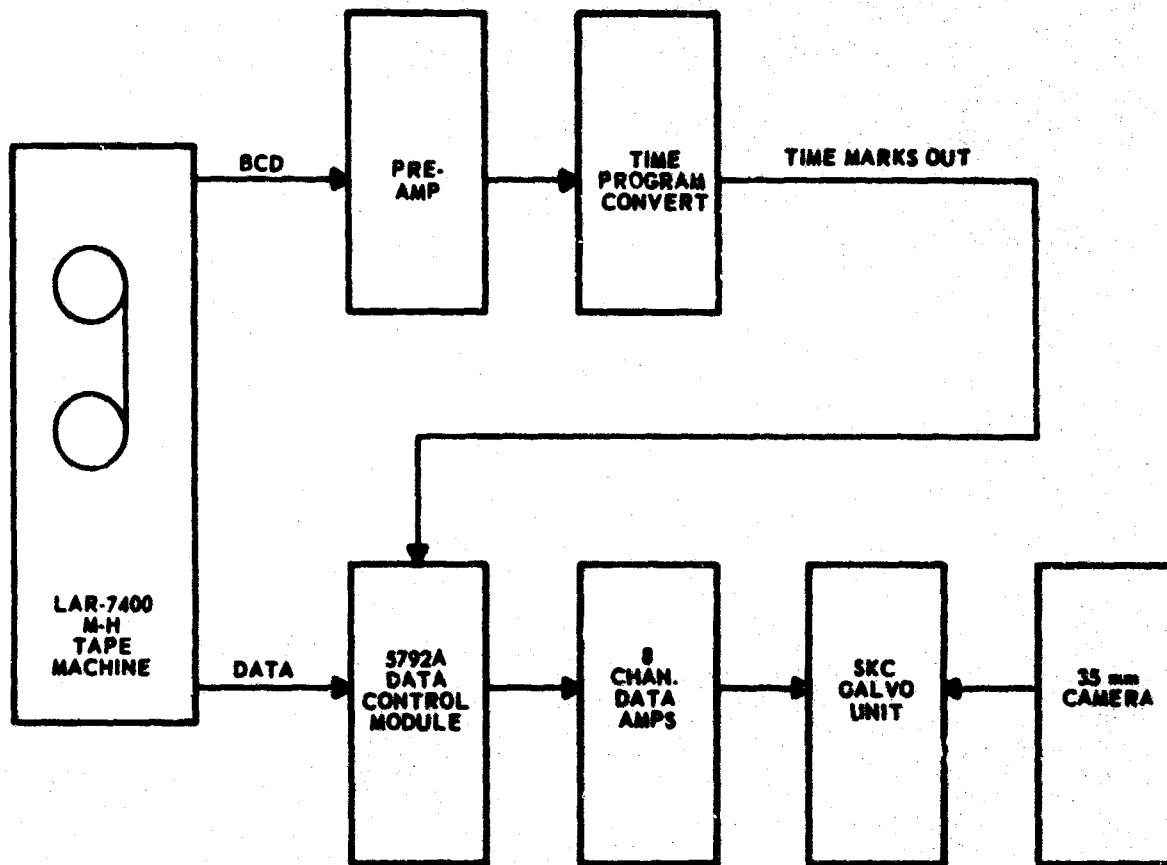 BCD
PRE-
AMP
TIME
PROGRAM
CONVERT
TIME MARKS OUT
LAR-7400
M-H
TAPE
MACHINE
DATA
5792A
DATA
CONTROL
MODULE
8
CHAN.
DATA
AMPS
SKC
GALVO
UNIT
35 mm
CAMERA